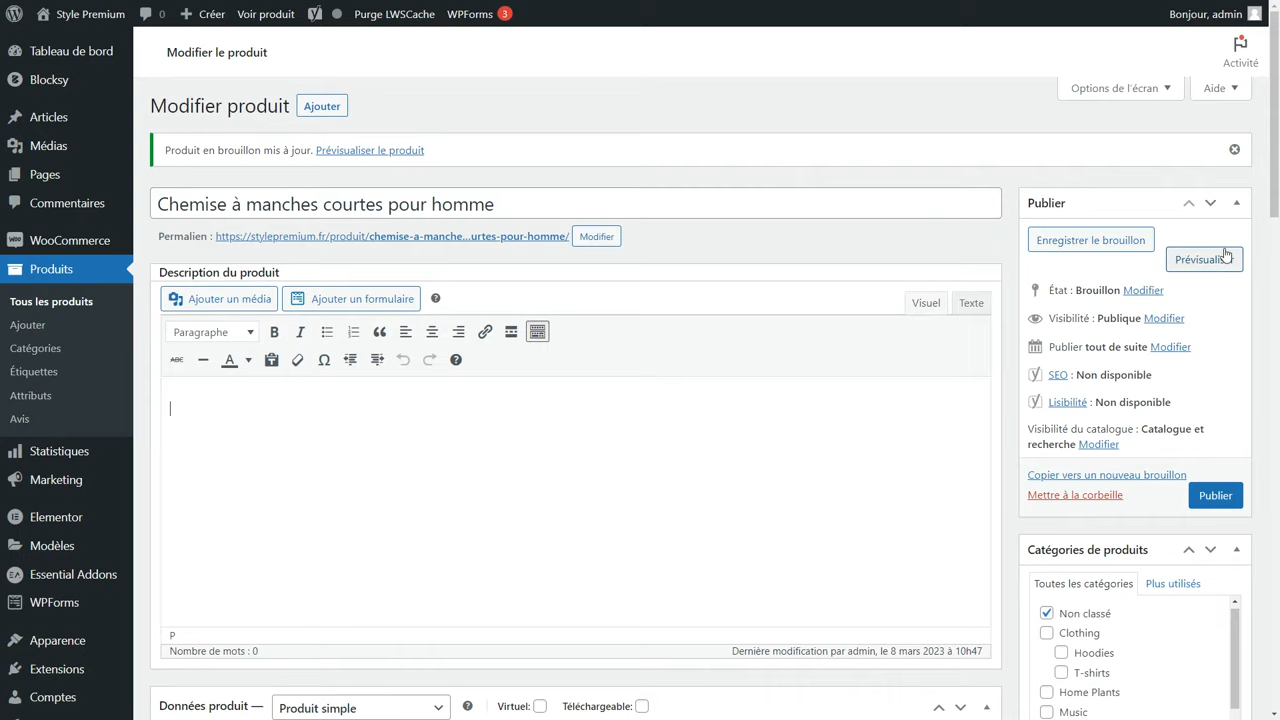 Style Premium 0 Créer Voir produit Purge LWSCache WPForms 3 Bonjour, admin
Tableau de bord
Blocksy
Articles
Médias
Pages
Commentaires
WooCommerce
Produits
Tous les produits
Ajouter
Catégories
Étiquettes
Attributs
Avis
Statistiques
Marketing
Elementor
Modèles
Essential Addons
WPForms
Apparence
Extensions
Comptes
Modifier le produit
Activité
Options de l'écran Aide
Modifier produit Ajouter
Produit en brouillon mis à jour. Prévisualiser le produit
Chemise à manches courtes pour homme
Permalien : https://stylepremium.fr/produit/chemise-a-manche...urtes-pour-homme/ Modifier
Description du produit
Ajouter un média Ajouter un formulaire
Visuel Texte
Paragraphe
P
Nombre de mots : 0 Dernière modification par admin, le 8 mars 2023 à 10h47
Données produit — Produit simple Virtuel: Téléchargeable:
Publier
Enregistrer le brouillon
Prévisualiser
État : Brouillon Modifier
Visibilité : Publique Modifier
Publier tout de suite Modifier
SEO : Non disponible
Lisibilité : Non disponible
Visibilité du catalogue : Catalogue et
recherche Modifier
Copier vers un nouveau brouillon
Mettre à la corbeille Publier
Catégories de produits
Toutes les catégories Plus utilisés
Non classé
Clothing
Hoodies
T-shirts
Home Plants
Music